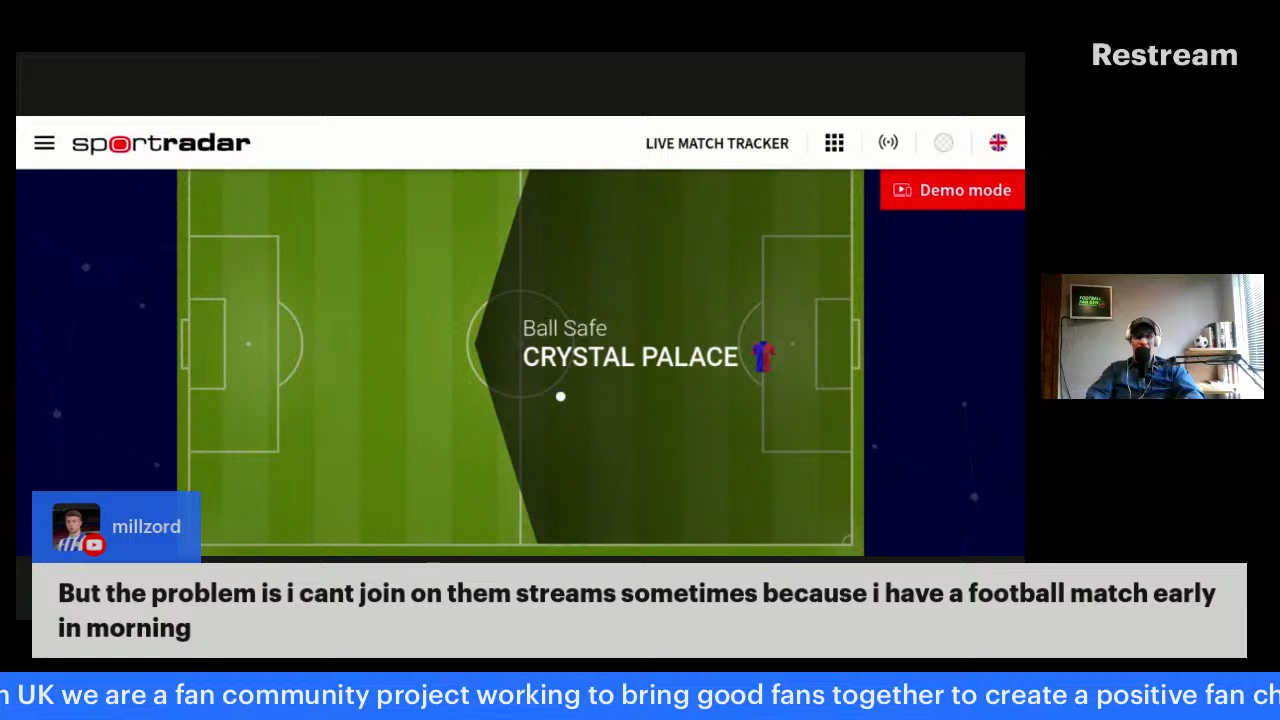 Restream
sportradar
LIVE MATCH TRACKER
Demo mode
Ball Safe
CRYSTAL PALACE
FOOTBALL
millzord
But the problem is i cant join on them streams sometimes because i have a football match early
in morning
UK we are a fan community project working to bring good fans together to create a positive fan